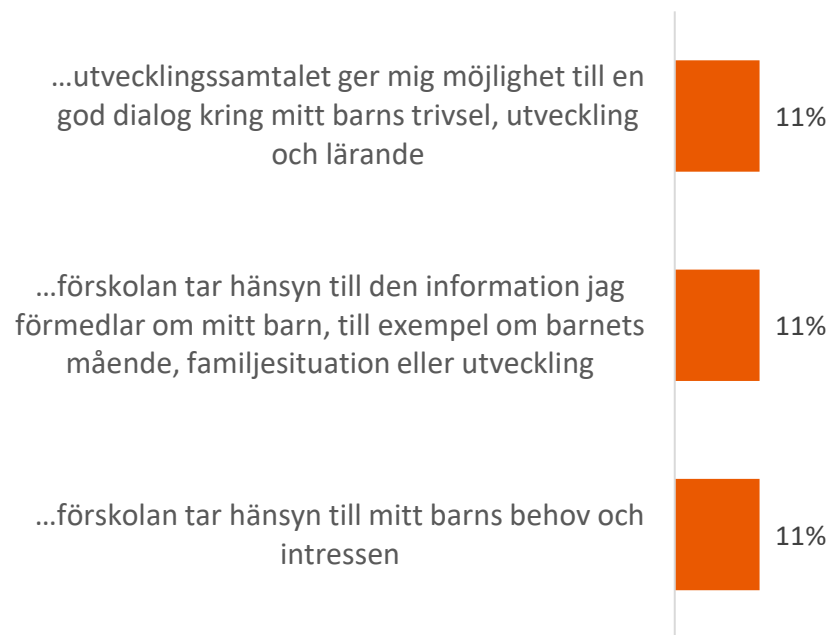 ...utvecklingssamtalet ger mig möjlighet till en
god dialog kring mitt barns trivsel, utveckling
och lärande
11%
...förskolan tar hänsyn till den information jag
förmedlar om mitt barn, till exempel om barnets
mående, familjesituation eller utveckling
11%
...förskolan tar hänsyn till mitt barns behov och
intressen
11%